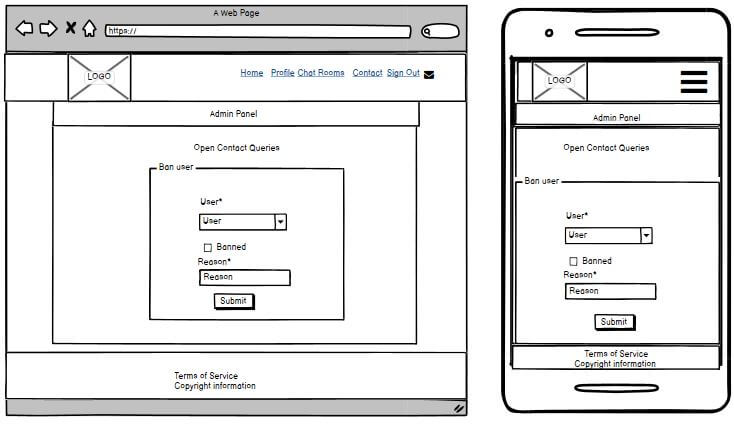 A Web Page
https://
LOGO
Home Profile Chat Rooms Contact Sign Out
Admin Panel
Open Contact Queries
Ban user
User*
User
Banned
Reason*
Reason
Submit
Terms of Service
Copyright information
LOGO
Admin Panel
Open Contact Queries
Ban user
User*
User
Banned
Reason*
Reason
Submit
Terms of Service
Copyright information